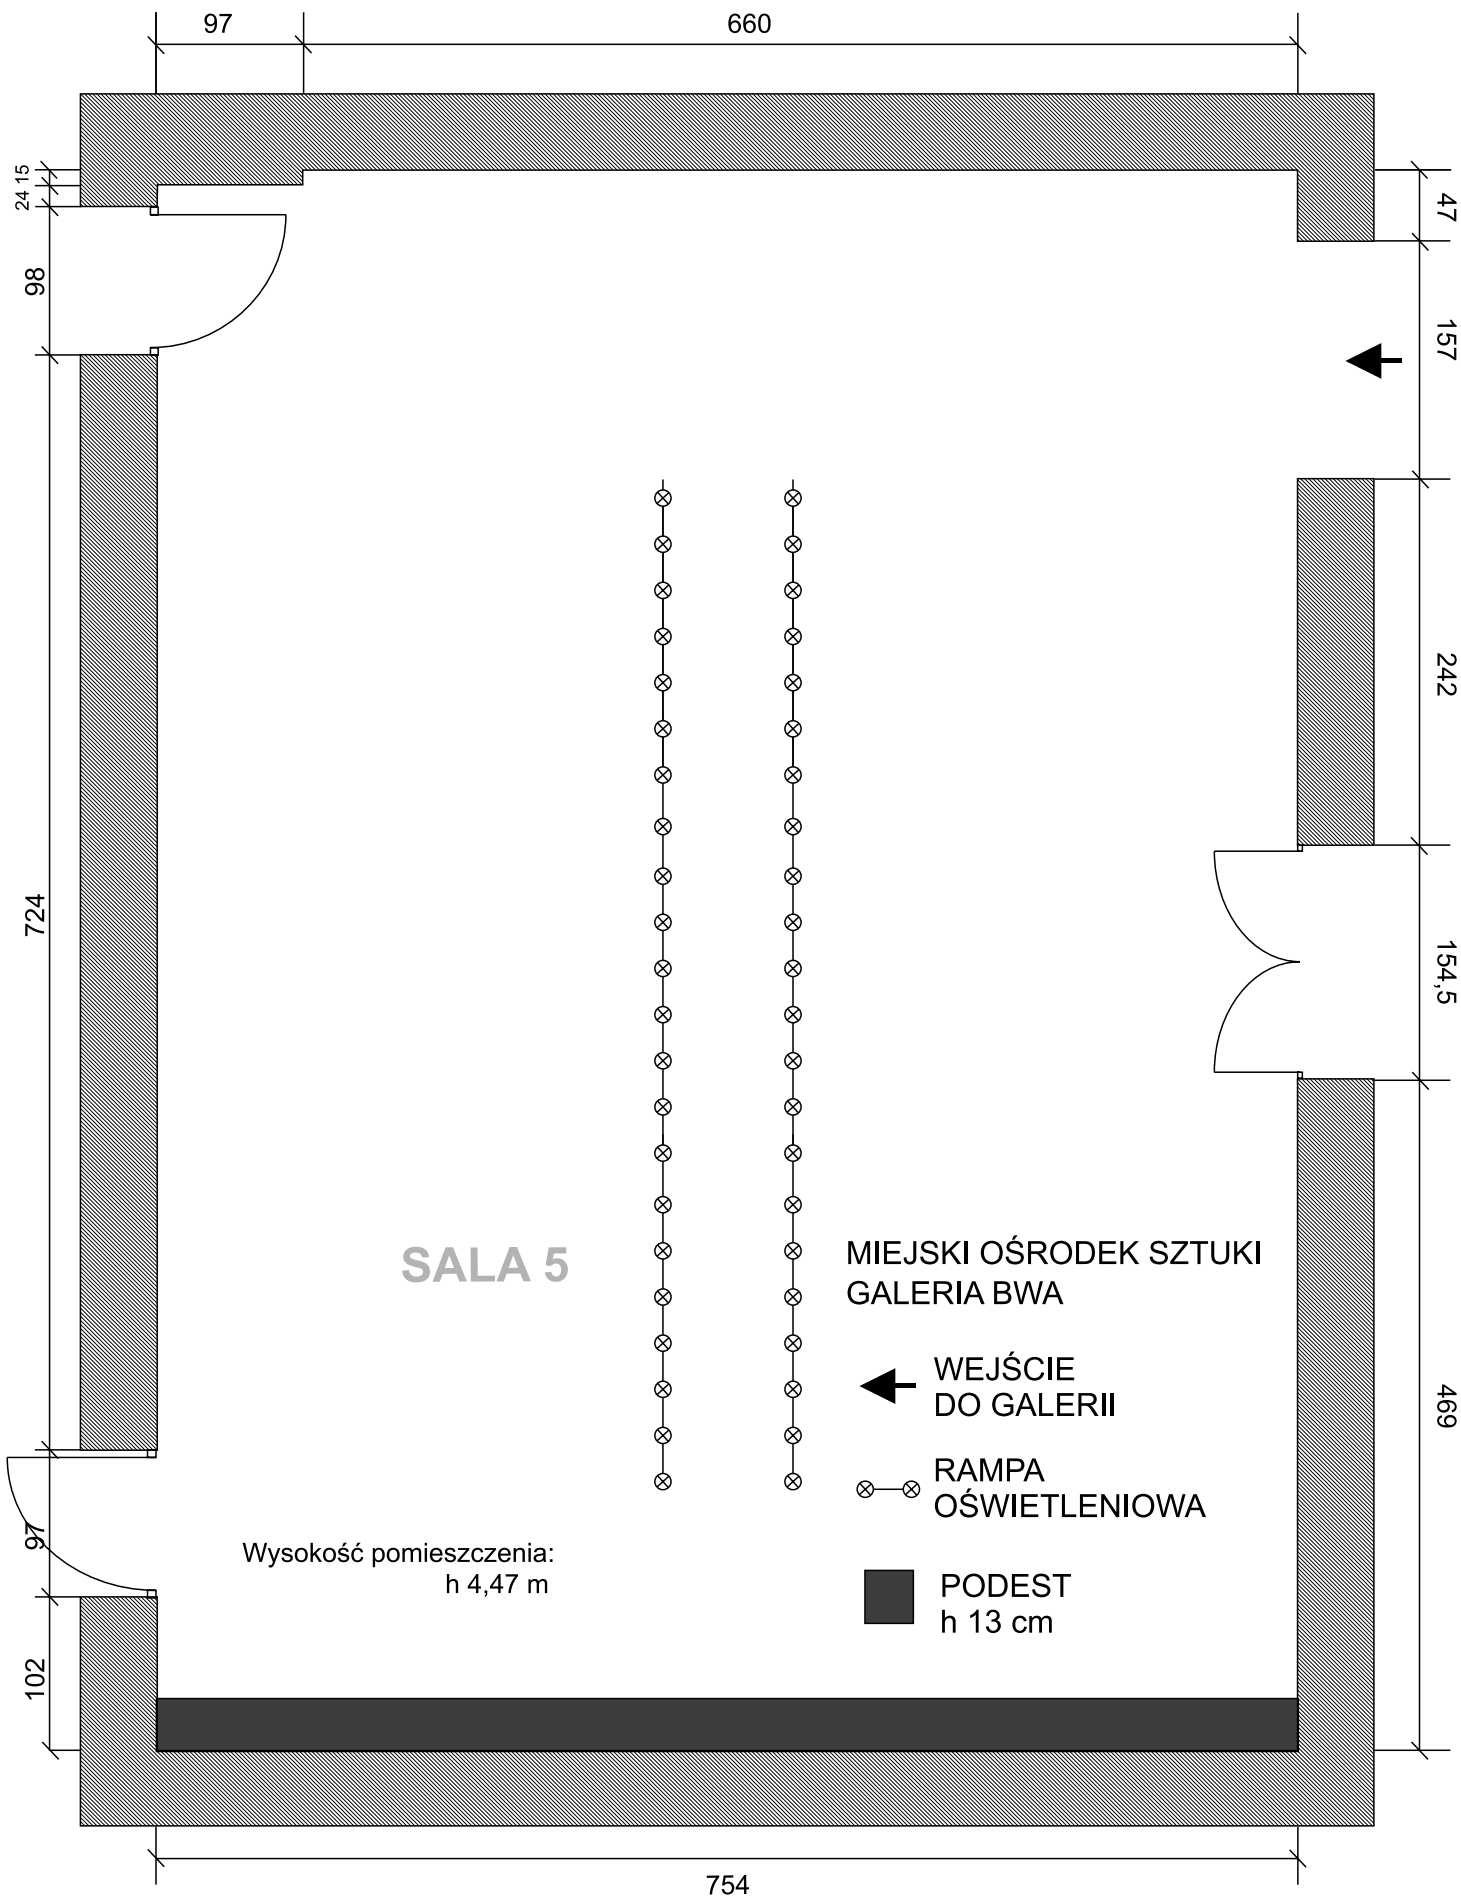 97
660
24 15
98
724
97
102
47
157
242
154,5
469
SALA 5
MIEJSKI OŚRODEK SZTUKI
GALERIA BWA
WEJŚCIE
DO GALERII
RAMPA
OŚWIETLENIOWA
Wysokość pomieszczenia:
h 4,47 m
PODEST
h 13 cm
754